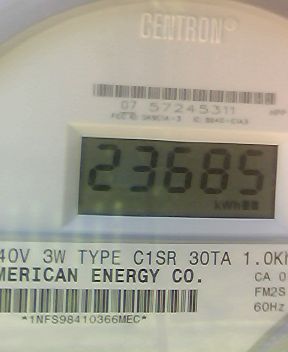 CENTRON®
07 57245311
23685
kWh
40V 3W TYPE C1SR 30TA 1.0Kh
MERICAN ENERGY CO.
CA 0
FM2S
60Hz
*1NFS98410366MEC*